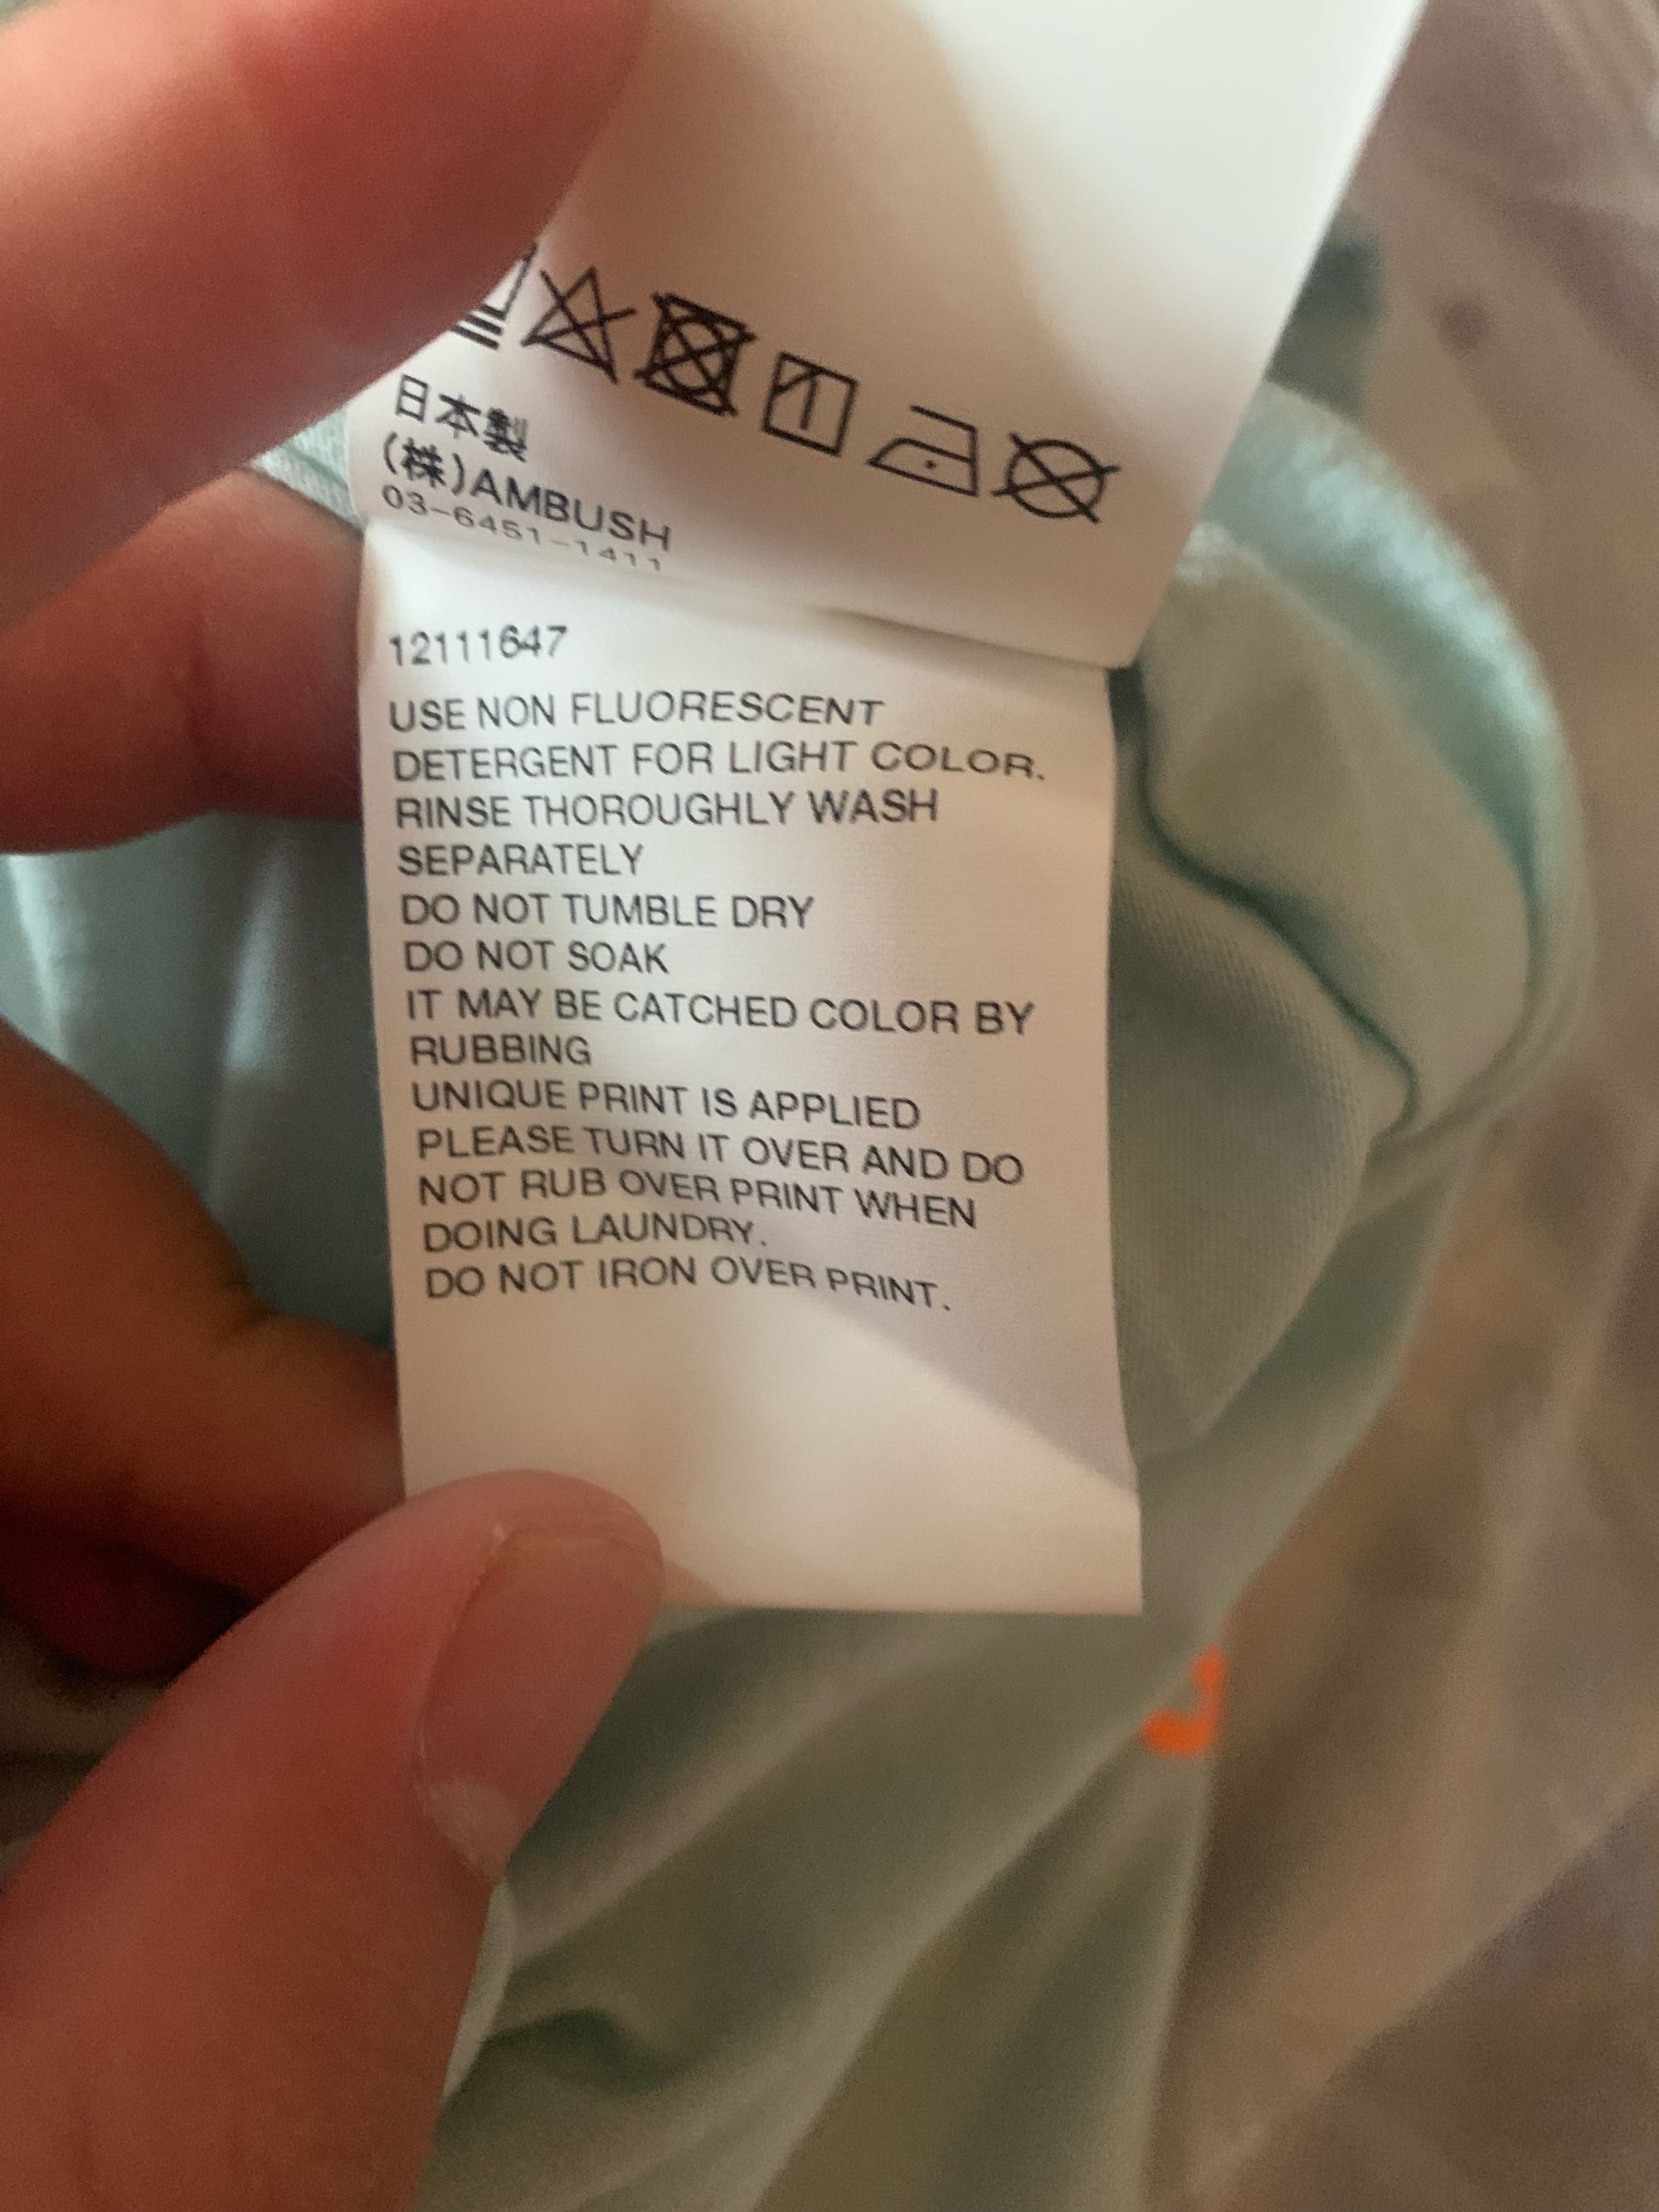 日本製
(株)AMBUSH
03-6451-1411
12111647
USE NON FLUORESCENT
DETERGENT FOR LIGHT COLOR.
RINSE THOROUGHLY WASH
SEPARATELY
DO NOT TUMBLE DRY
DO NOT SOAK
IT MAY BE CATCHED COLOR BY
RUBBING
UNIQUE PRINT IS APPLIED
PLEASE TURN IT OVER AND DO
NOT RUB OVER PRINT WHEN
DOING LAUNDRY.
DO NOT IRON OVER PRINT.